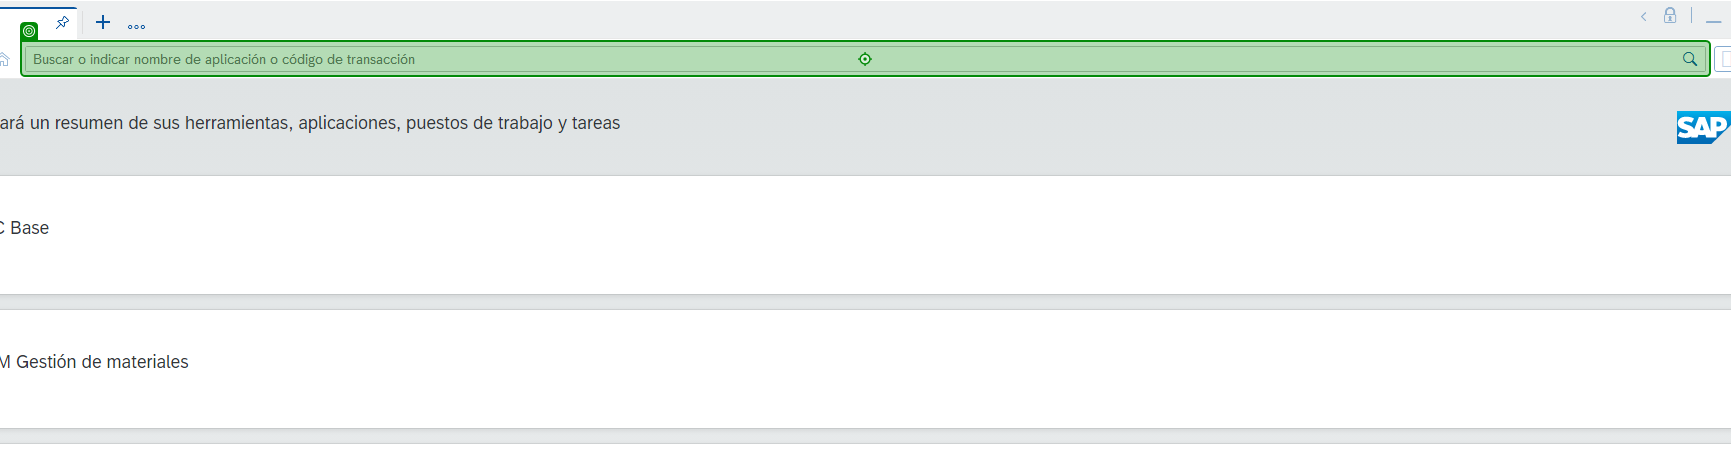 Buscar o indicar nombre de aplicación o código de transacción
ará un resumen de sus herramientas, aplicaciones, puestos de trabajo y tareas
SAP
C Base
M Gestión de materiales